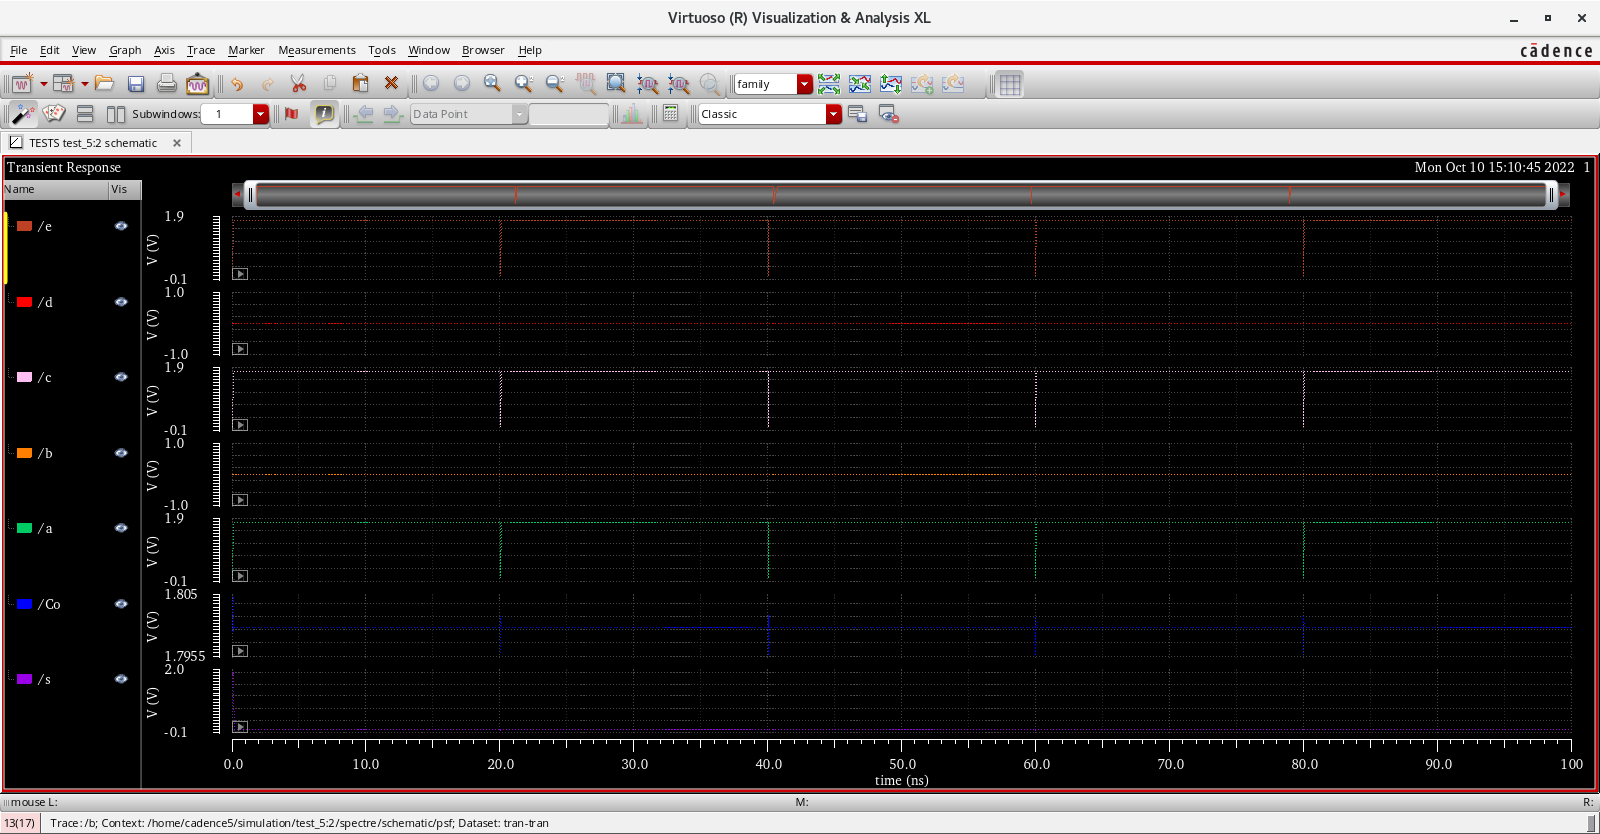 Virtuoso (R) Visualization & Analysis XL
File Edit View Graph Axis Trace Marker Measurements Tools Window Browser Help
cādence
family
Subwindows: 1
Data Point
Classic
TESTS test_5:2 schematic
Transient Response
Mon Oct 10 15:10:45 2022 1
Name Vis
/e
1.9
V (V)
-0.1
/d
1.0
V (V)
-1.0
/c
1.9
V (V)
-0.1
/b
1.0
V (V)
-1.0
/a
1.9
V (V)
-0.1
/Co
1.805
V (V)
1.7955
/s
2.0
V (V)
-0.1
0.0 10.0 20.0 30.0 40.0 50.0 60.0 70.0 80.0 90.0 100
time (ns)
mouse L: M: R:
13(17) Trace: /b; Context: /home/cadence5/simulation/test_5:2/spectre/schematic/psf; Dataset: tran-tran